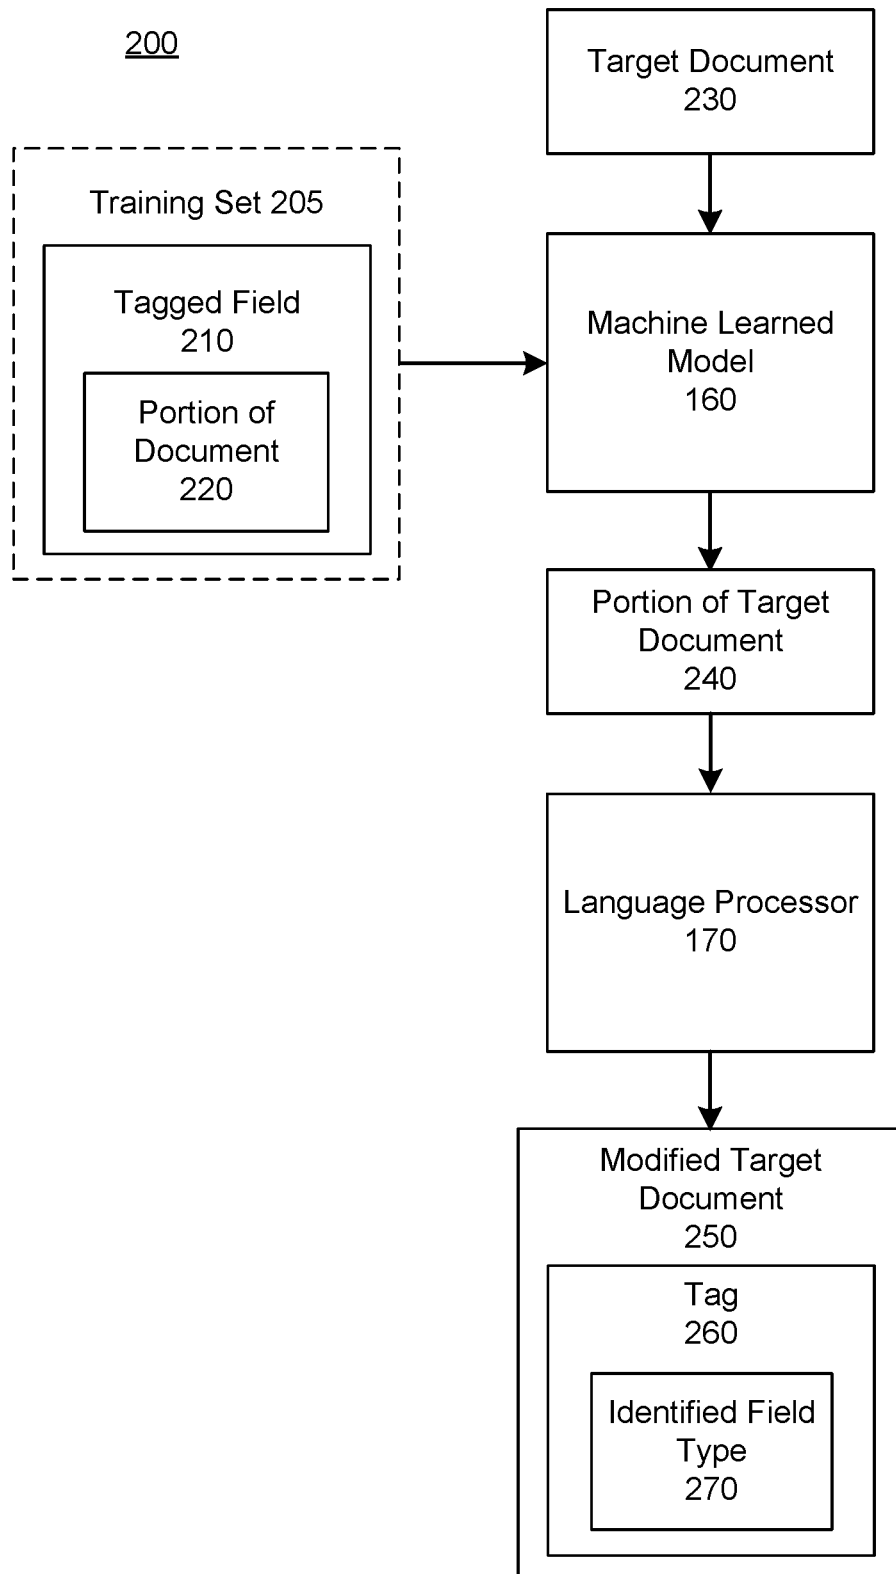 200
Target Document
230
Training Set 205
Tagged Field
210
Portion of
Document
220
Machine Learned
Model
160
Portion of Target
Document
240
Language Processor
170
Modified Target
Document
250
Tag
260
Identified Field
Type
270